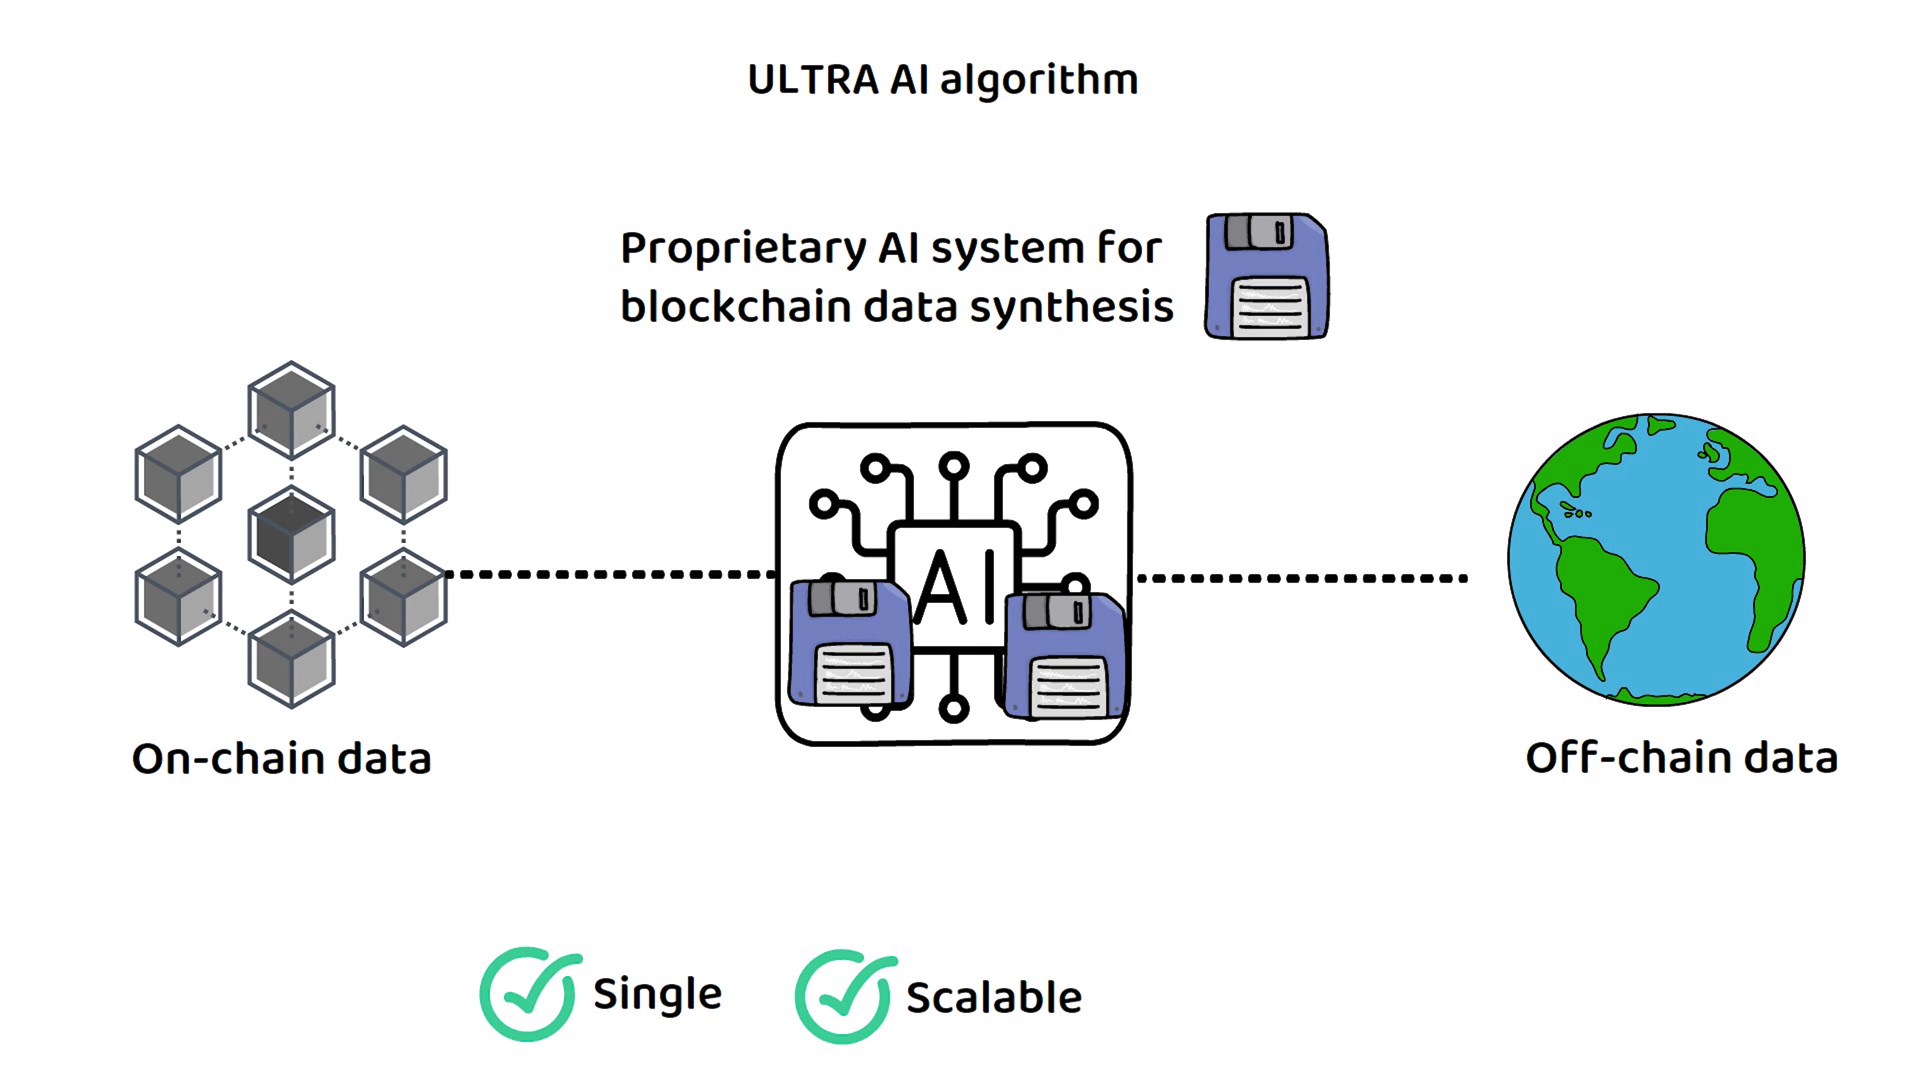 ULTRA AI algorithm
Proprietary AI system for
blockchain data synthesis
AI
On-chain data
Off-chain data
Single
Scalable